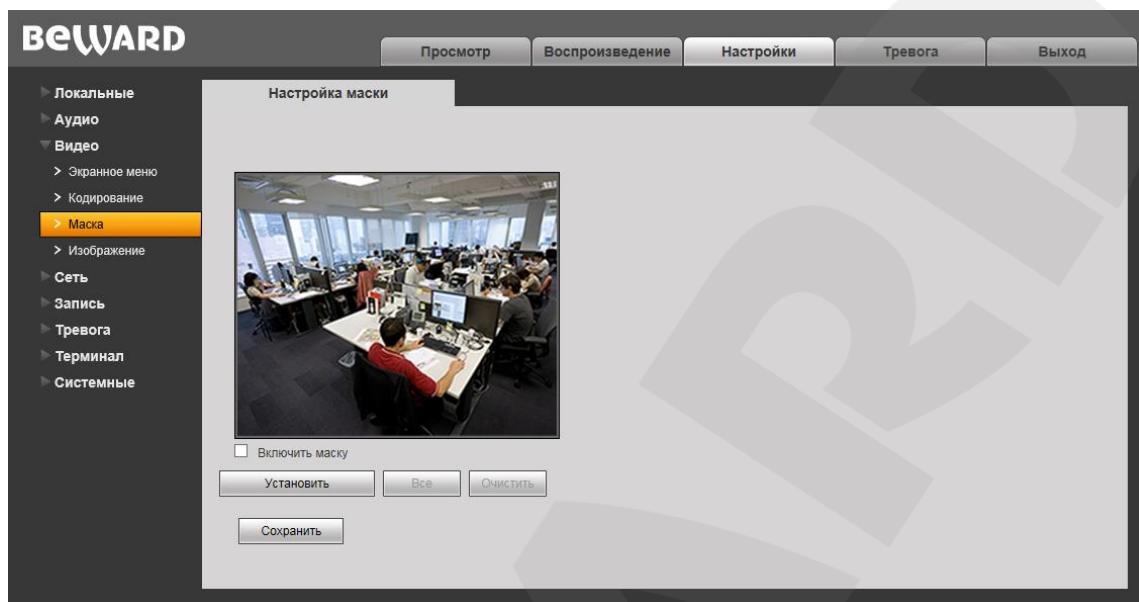 BEWARD
Просмотр Воспроизведение Настройки Тревога Выход
Локальные
Аудио
Видео
> Экранное меню
> Кодирование
> Маска
> Изображение
Сеть
Запись
Тревога
Терминал
Системные
Настройка маски
Включить маску
Установить Все Очистить
Сохранить